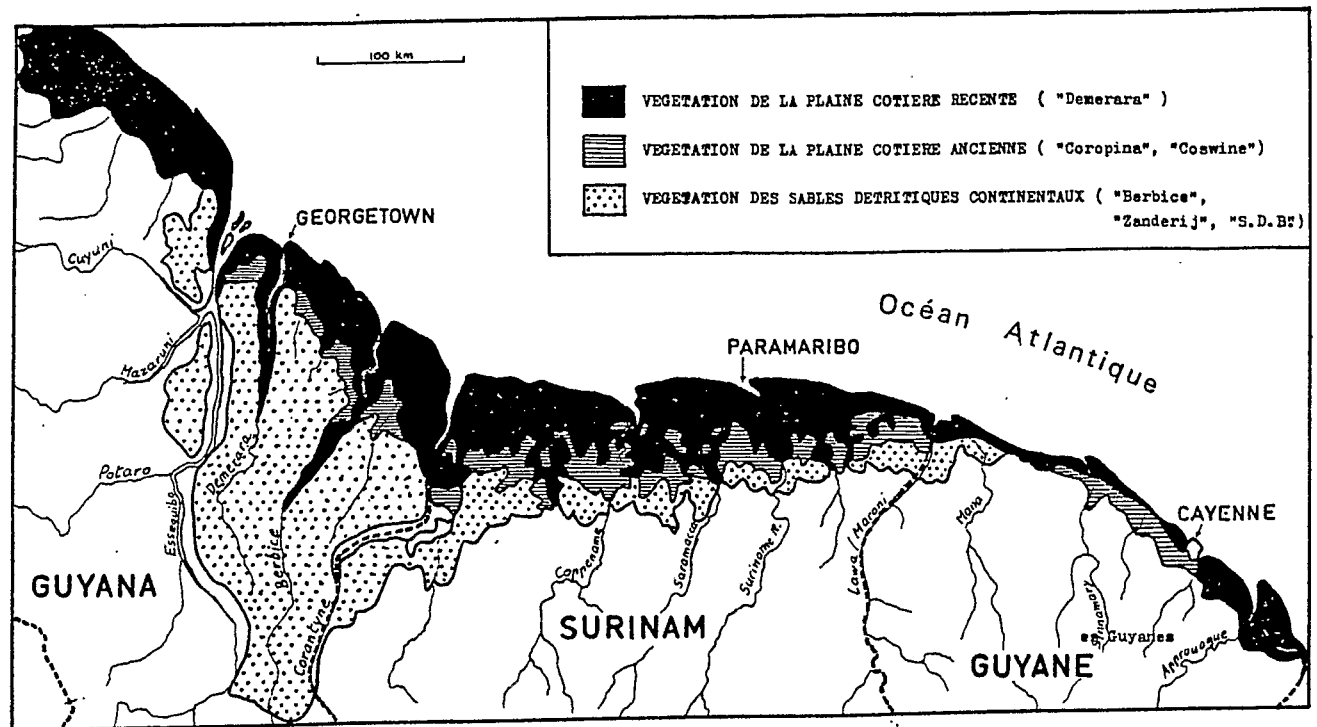 100 km
VEGETATION DE LA PLAINE COTIERE RECENTE ( "Demerara" )
VEGETATION DE LA PLAINE COTIERE ANCIENNE ( "Coropina", "Coswine")
VEGETATION DES SABLES DETRITIQUES CONTINENTAUX ( "Berbice",
"Zanderij", "S.D.B")
GEORGETOWN
Cuyuni
Océan Atlantique
Mazaruni
PARAMARIBO
Potaro
Demerara
Essequibo
Berbice
Corantyne
Coppename
Saramacca
Suriname R.
Lawa / Maroni
Mana
CAYENNE
Sinnamary
es Guyanes
Approuague
GUYANA
SURINAM
GUYANE